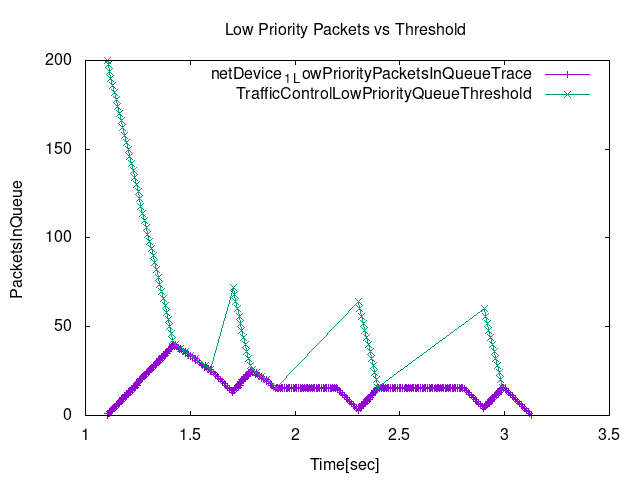 Low Priority Packets vs Threshold
netDevice₁ₗowPriorityPacketsInQueueTrace
TrafficControlLowPriorityQueueThreshold
PacketsInQueue
200
150
100
50
0
1 1.5 2 2.5 3 3.5
Time[sec]